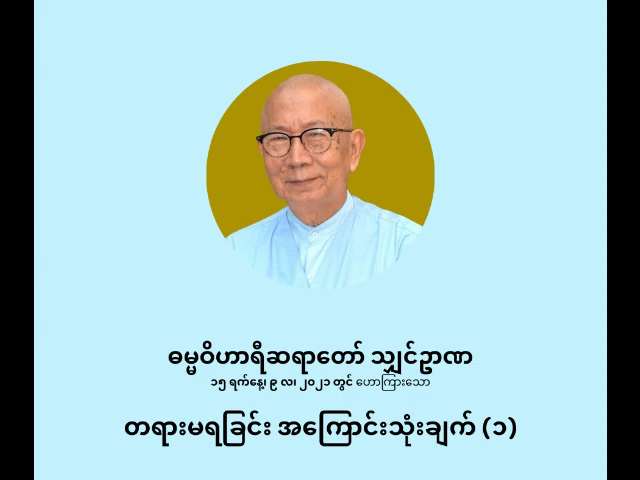 ဓမ္မဝိဟာရီဆရာတော် သျှင်ဥာဏ
၁၅ ရက်နေ့၊ ၉ လ၊ ၂၀၂၁ တွင် ဟောကြားသော
တရားမရခြင်း အကြောင်းသုံးချက် (၁)